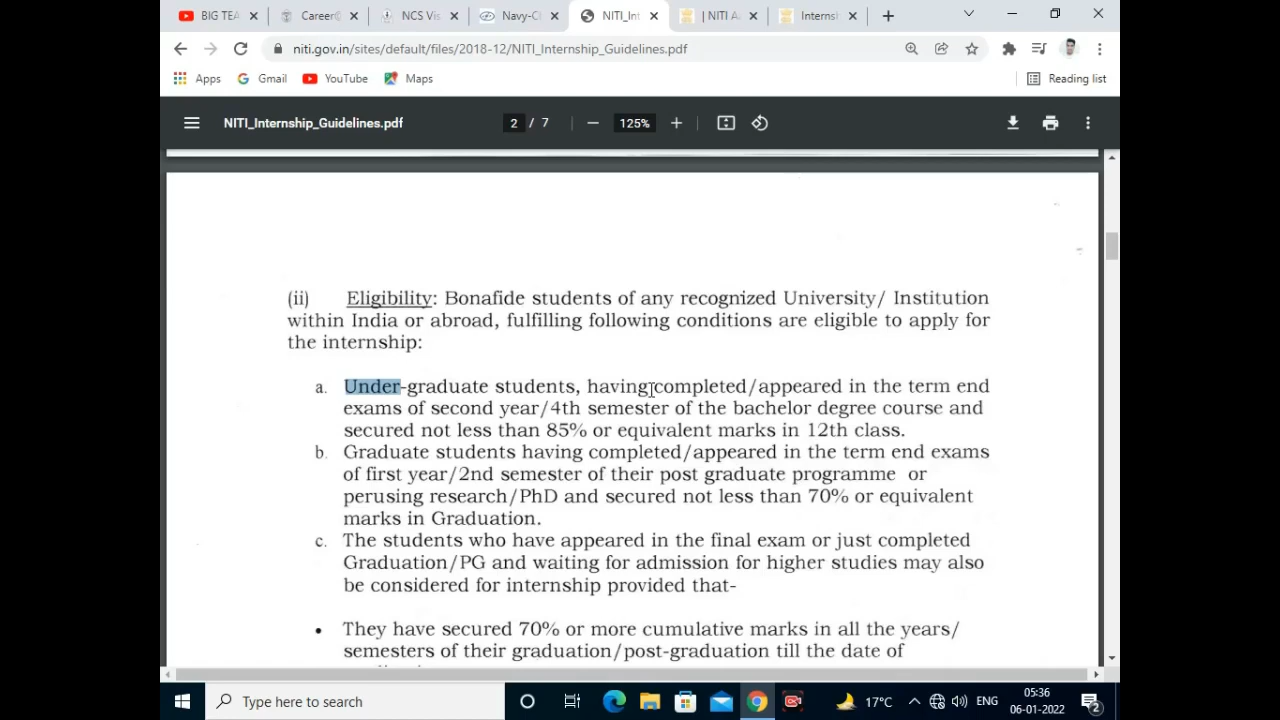 BIG TEA
Career@
NCS Vis
Navy-Cl
NITI_Int
| NITI A
Internsh
niti.gov.in/sites/default/files/2018-12/NITI_Internship_Guidelines.pdf
Apps
Gmail
YouTube
Maps
Reading list
NITI_Internship_Guidelines.pdf
2 / 7
125%
(ii) Eligibility: Bonafide students of any recognized University/ Institution
within India or abroad, fulfilling following conditions are eligible to apply for
the internship:
a. Under-graduate students, having completed/appeared in the term end
exams of second year/4th semester of the bachelor degree course and
secured not less than 85% or equivalent marks in 12th class.
b. Graduate students having completed/appeared in the term end exams
of first year/2nd semester of their post graduate programme or
perusing research/PhD and secured not less than 70% or equivalent
marks in Graduation.
c. The students who have appeared in the final exam or just completed
Graduation/PG and waiting for admission for higher studies may also
be considered for internship provided that-
• They have secured 70% or more cumulative marks in all the years/
semesters of their graduation/post-graduation till the date of
Type here to search
17°C
ENG
05:36
06-01-2022
2